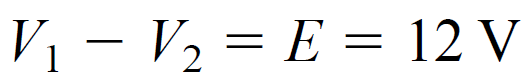 V₁ − V₂ = E = 12 V